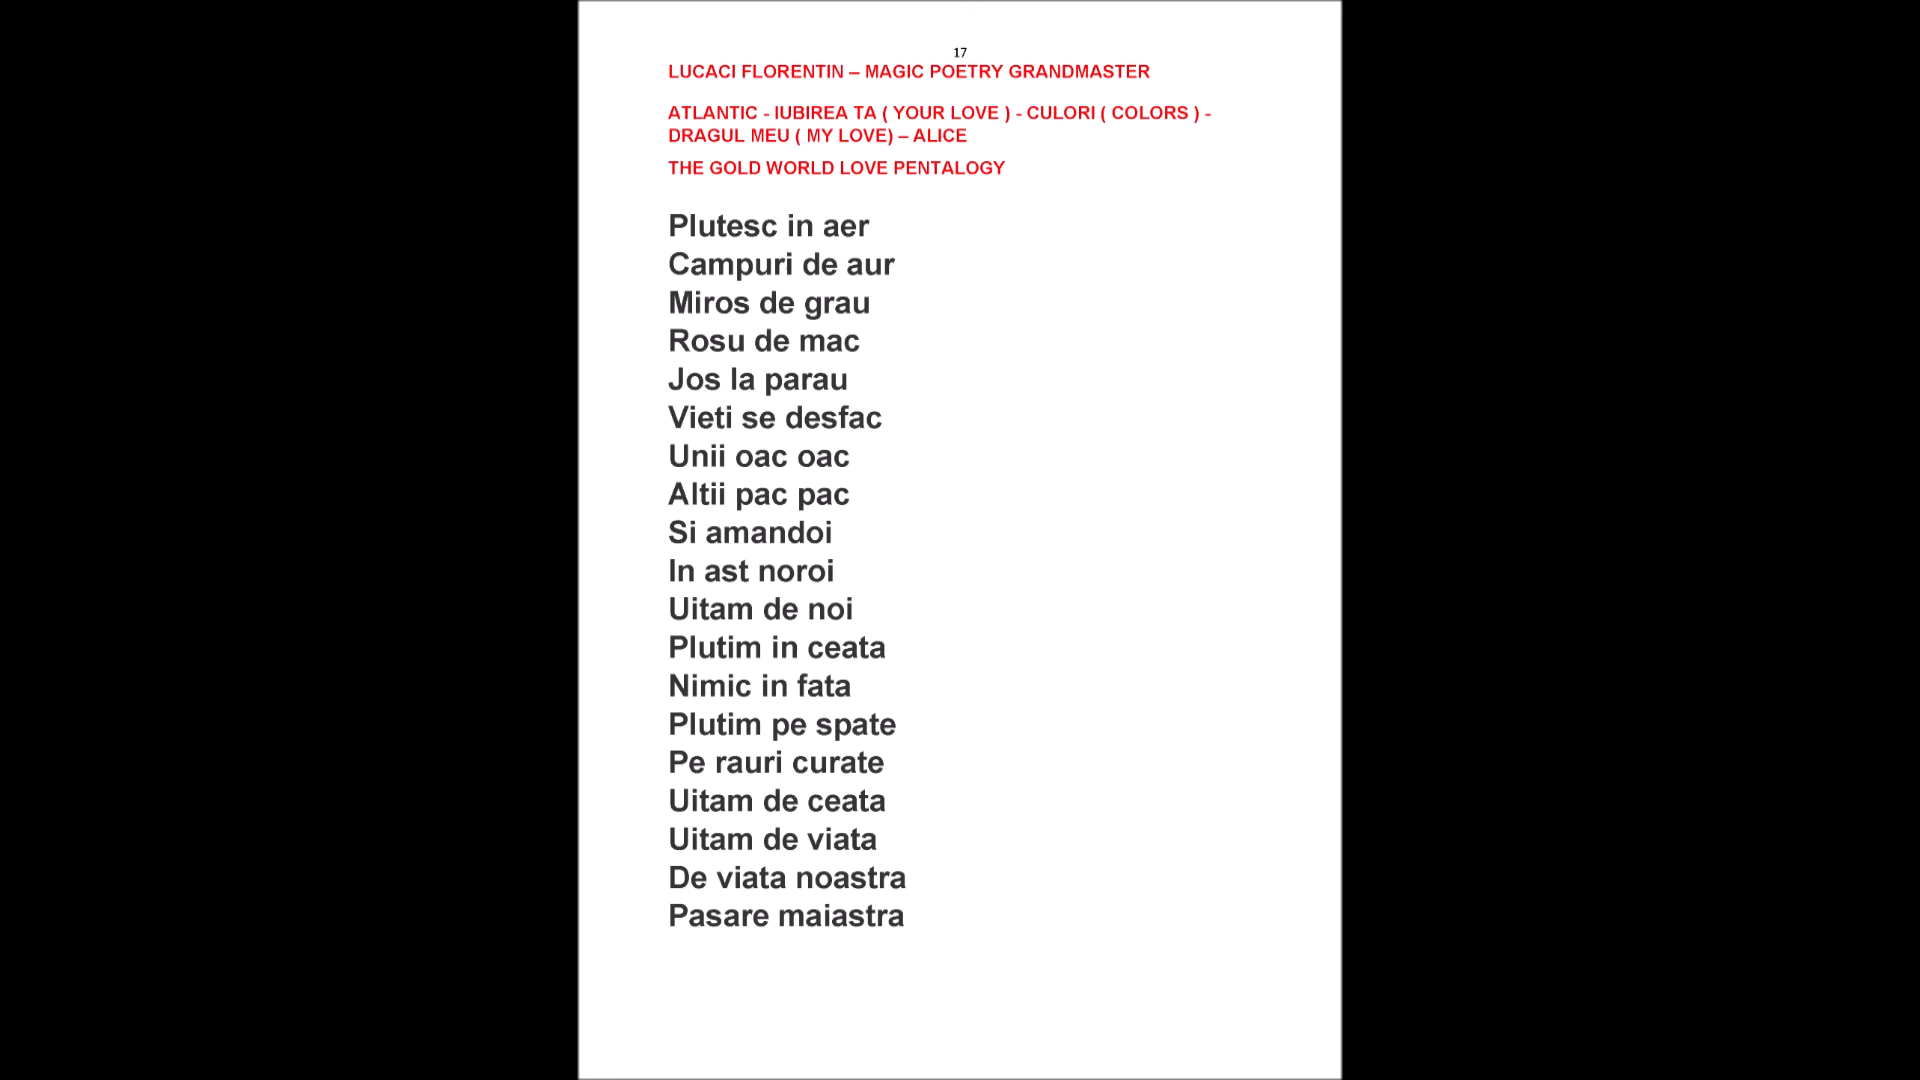 17
LUCACI FLORENTIN – MAGIC POETRY GRANDMASTER
ATLANTIC - IUBIREA TA ( YOUR LOVE ) - CULORI ( COLORS ) -
DRAGUL MEU ( MY LOVE) – ALICE
THE GOLD WORLD LOVE PENTALOGY
Plutesc in aer
Campuri de aur
Miros de grau
Rosu de mac
Jos la parau
Vieti se desfac
Unii oac oac
Altii pac pac
Si amandoi
In ast noroi
Uitam de noi
Plutim in ceata
Nimic in fata
Plutim pe spate
Pe rauri curate
Uitam de ceata
Uitam de viata
De viata noastra
Pasare maiastra